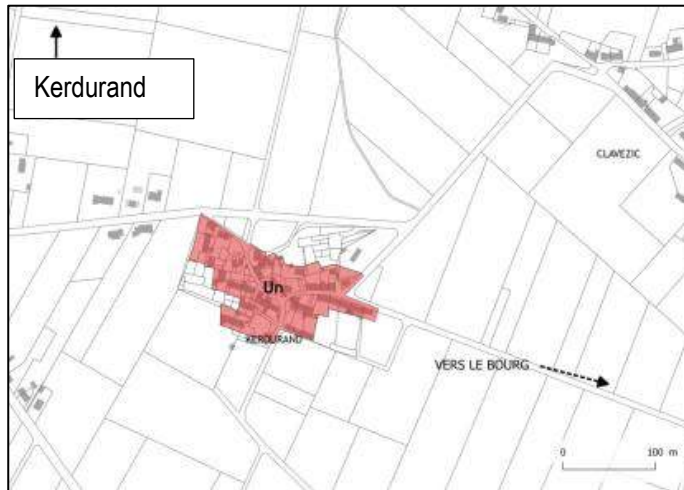 Kerdurand
CLAVEZIC
Un
KERDURAND
VERS LE BOURG
0 100 m